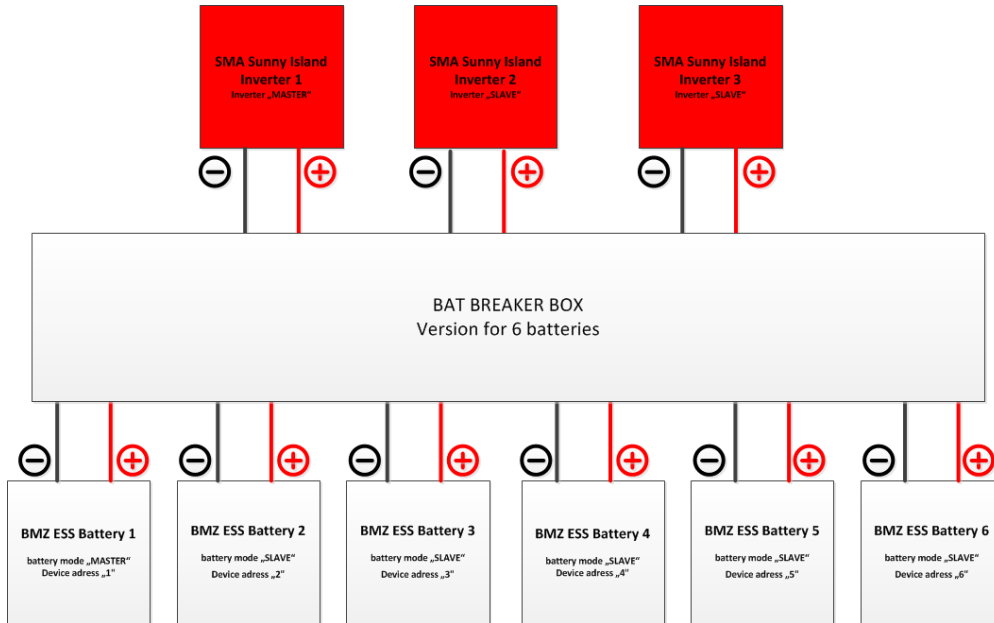 SMA Sunny Island
Inverter 1
Inverter „MASTER“
SMA Sunny Island
Inverter 2
Inverter „SLAVE“
SMA Sunny Island
Inverter 3
Inverter „SLAVE“
BAT BREAKER BOX
Version for 6 batteries
BMZ ESS Battery 1
battery mode „MASTER“
Device adress „1“
BMZ ESS Battery 2
battery mode „SLAVE“
Device adress „2“
BMZ ESS Battery 3
battery mode „SLAVE“
Device adress „3“
BMZ ESS Battery 4
battery mode „SLAVE“
Device adress „4“
BMZ ESS Battery 5
battery mode „SLAVE“
Device adress „5“
BMZ ESS Battery 6
battery mode „SLAVE“
Device adress „6“